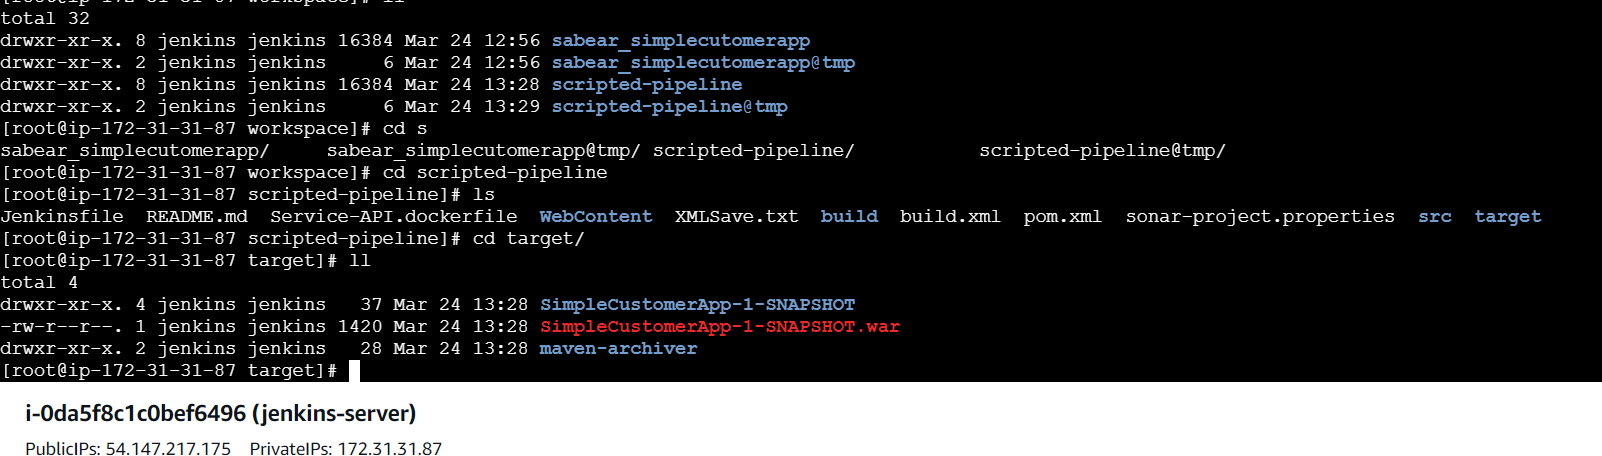 [root@ip-172-31-31-87 workspace]# ll
total 32
drwxr-xr-x. 8 jenkins jenkins 16384 Mar 24 12:56 sabear_simplecutomerapp
drwxr-xr-x. 2 jenkins jenkins     6 Mar 24 12:56 sabear_simplecutomerapp@tmp
drwxr-xr-x. 8 jenkins jenkins 16384 Mar 24 13:28 scripted-pipeline
drwxr-xr-x. 2 jenkins jenkins     6 Mar 24 13:29 scripted-pipeline@tmp
[root@ip-172-31-31-87 workspace]# cd s
sabear_simplecutomerapp/     sabear_simplecutomerapp@tmp/ scripted-pipeline/           scripted-pipeline@tmp/
[root@ip-172-31-31-87 workspace]# cd scripted-pipeline
[root@ip-172-31-31-87 scripted-pipeline]# ls
Jenkinsfile  README.md  Service-API.dockerfile  WebContent  XMLSave.txt  build  build.xml  pom.xml  sonar-project.properties  src  target
[root@ip-172-31-31-87 scripted-pipeline]# cd target/
[root@ip-172-31-31-87 target]# ll
total 4
drwxr-xr-x. 4 jenkins jenkins   37 Mar 24 13:28 SimpleCustomerApp-1-SNAPSHOT
-rw-r--r--. 1 jenkins jenkins 1420 Mar 24 13:28 SimpleCustomerApp-1-SNAPSHOT.war
drwxr-xr-x. 2 jenkins jenkins   28 Mar 24 13:28 maven-archiver
[root@ip-172-31-31-87 target]#
i-0da5f8c1c0bef6496 (jenkins-server)
PublicIPs: 54.147.217.175    PrivateIPs: 172.31.31.87